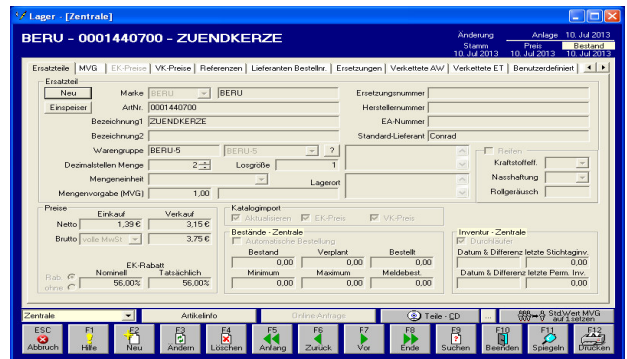 Lager - [Zentrale]
BERU - 0001440700 - ZUENDKERZE
Änderung Anlage 10. Jul 2013
Stamm Preis Bestand
10. Jul 2013 10. Jul 2013 10. Jul 2013
Ersatzteile MVG EK-Preise VK-Preise Referenzen Lieferanten Bestellnr. Ersetzungen Verkettete AW Verkettete ET Benutzerdefiniert
Ersatzteil
Neu Marke BERU BERU Ersetzungsnummer
Einspeiser ArtNr. 0001440700 Herstellernummer
Bezeichnung1 ZUENDKERZE EA-Nummer
Bezeichnung2 Standard-Lieferant Conrad
Warengruppe BERU-5 BERU-5 ? Reifen
Dezimalstellen Menge 2 Losgröße 1 Kraftstoffeff.
Mengeneinheit Lagerort Nasshaftung
Mengenvorgabe (MVG) 1,00 Rollgeräusch
Preise Katalogimport
Einkauf Verkauf Aktualisieren EK-Preis VK-Preis
Netto 1,39 € 3,15 €
Brutto volle MwSt 3,75 €
Bestände - Zentrale Inventur - Zentrale
Automatische Bestellung Durchläufer
Bestand Verplant Bestellt Datum & Differenz letzte Stichtaginv.
0,00 0,00 0,00 0,00
EK-Rabatt
Rab. Nominell Tatsächlich Minimum Maximum Meldebest. Datum & Differenz letzte Perm. Inv.
ohne 56,00% 56,00% 0,00 0,00 0,00 0,00
Zentrale Artikelinfo Online-Anfrage Teile - CD ... Std.Wert MVG auf 1 setzen
ESC F1 F2 F3 F4 F5 F6 F7 F8 F9 F10 F11 F12
Abbruch Hilfe Neu Ändern Löschen Anfang Zurück Vor Ende Suchen Beenden Spiegeln Drucken